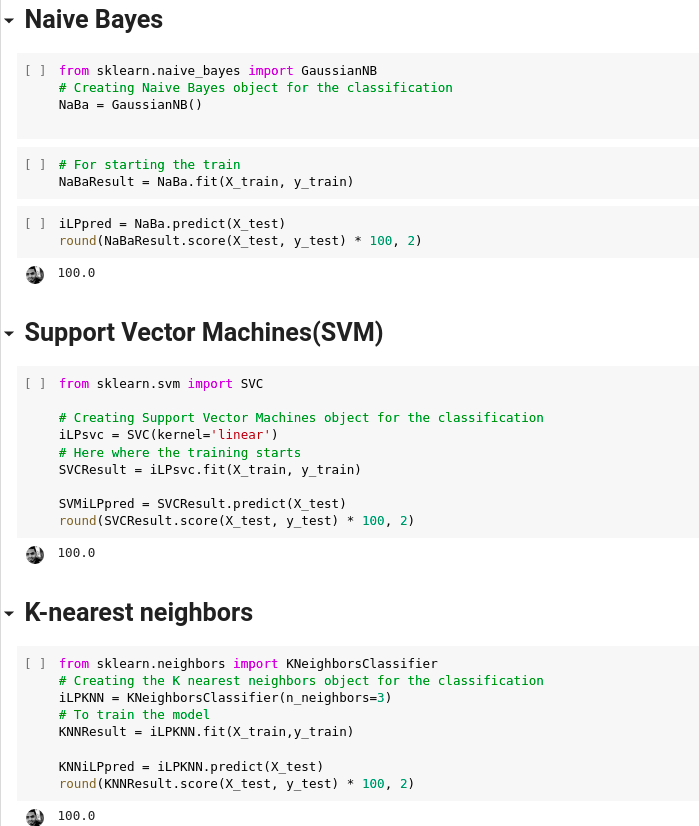 Naive Bayes
[ ] from sklearn.naive_bayes import GaussianNB
# Creating Naive Bayes object for the classification
NaBa = GaussianNB()
[ ] # For starting the train
NaBaResult = NaBa.fit(X_train, y_train)
[ ] iLPpred = NaBa.predict(X_test)
round(NaBaResult.score(X_test, y_test) * 100, 2)
100.0
Support Vector Machines(SVM)
[ ] from sklearn.svm import SVC
# Creating Support Vector Machines object for the classification
iLPsvc = SVC(kernel='linear')
# Here where the training starts
SVCResult = iLPsvc.fit(X_train, y_train)
SVMiLPpred = SVCResult.predict(X_test)
round(SVCResult.score(X_test, y_test) * 100, 2)
100.0
K-nearest neighbors
[ ] from sklearn.neighbors import KNeighborsClassifier
# Creating the K nearest neighbors object for the classification
iLPKNN = KNeighborsClassifier(n_neighbors=3)
# To train the model
KNNResult = iLPKNN.fit(X_train,y_train)
KNNiLPpred = iLPKNN.predict(X_test)
round(KNNResult.score(X_test, y_test) * 100, 2)
100.0